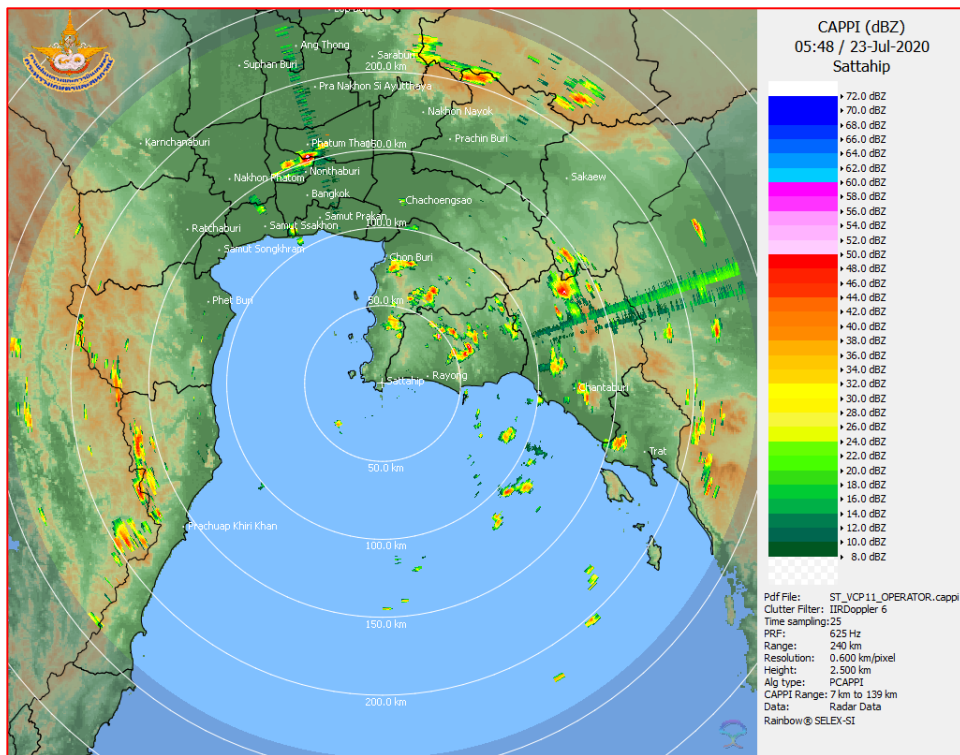 CAPPI (dBZ)
05:48 / 23-Jul-2020
Sattahip
72.0 dBZ
70.0 dBZ
68.0 dBZ
66.0 dBZ
64.0 dBZ
62.0 dBZ
60.0 dBZ
58.0 dBZ
56.0 dBZ
54.0 dBZ
52.0 dBZ
50.0 dBZ
48.0 dBZ
46.0 dBZ
44.0 dBZ
42.0 dBZ
40.0 dBZ
38.0 dBZ
36.0 dBZ
34.0 dBZ
32.0 dBZ
30.0 dBZ
28.0 dBZ
26.0 dBZ
24.0 dBZ
22.0 dBZ
20.0 dBZ
18.0 dBZ
16.0 dBZ
14.0 dBZ
12.0 dBZ
10.0 dBZ
8.0 dBZ
Pdf File: ST_VCP11_OPERATOR.cappi
Clutter Filter: IIRDoppler 6
Time sampling:25
PRF: 625 Hz
Range: 240 km
Resolution: 0.600 km/pixel
Height: 2.500 km
Alg type: PCAPPI
CAPPI Range: 7 km to 139 km
Data: Radar Data
Rainbow® SELEX-SI
Ang Thong
Saraburi
Suphan Buri
200.0 km
Pra Nakhon Si Ayutthaya
Nakhon Nayok
Karnchanaburi
Prachin Buri
Phatum Thani
150.0 km
Nonthaburi
Nakhon Phatom
Sakaew
Bangkok
Chachoengsao
Samut Prakan
Ratchaburi
Samut Ssakhon
100.0 km
Samut Songkhram
Chon Buri
Phet Buri
50.0 km
Sattahip
Rayong
Chantaburi
Trat
50.0 km
Prachuap Khiri Khan
100.0 km
150.0 km
200.0 km